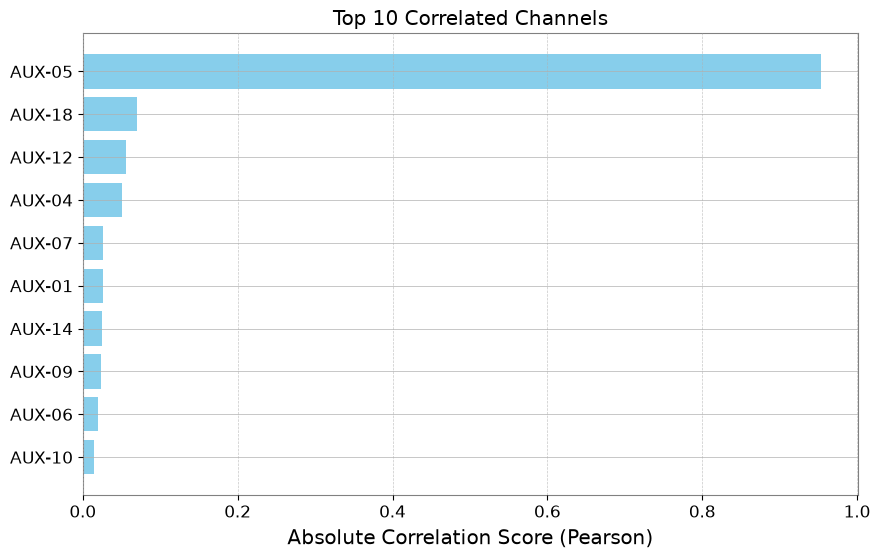 Top 10 Correlated Channels
AUX-05
AUX-18
AUX-12
AUX-04
AUX-07
AUX-01
AUX-14
AUX-09
AUX-06
AUX-10
0.0 0.2 0.4 0.6 0.8 1.0
Absolute Correlation Score (Pearson)